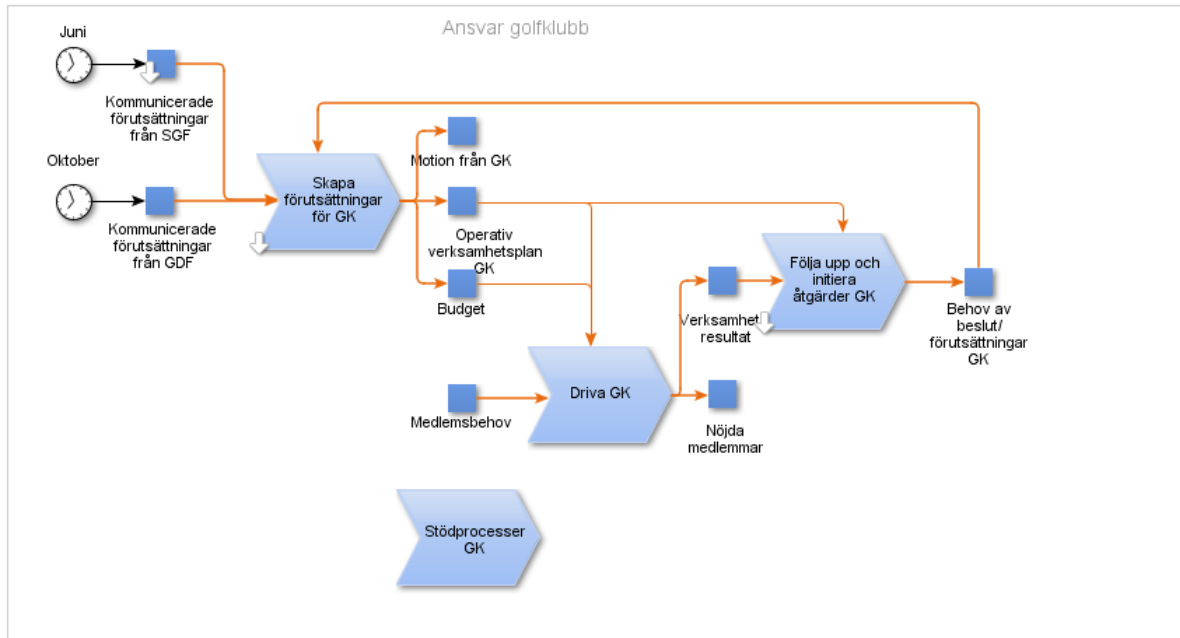 Ansvar golfklubb
Juni
Kommunicerade
förutsättningar
från SGF
Oktober
Kommunicerade
förutsättningar
från GDF
Skapa
förutsättningar
för GK
Motion från GK
Operativ
verksamhetsplan
GK
Budget
Medlemsbehov
Driva GK
Verksamhet
resultat
Nöjda
medlemmar
Följa upp och
initiera
åtgärder GK
Behov av
beslut/
förutsättningar
GK
Stödprocesser
GK